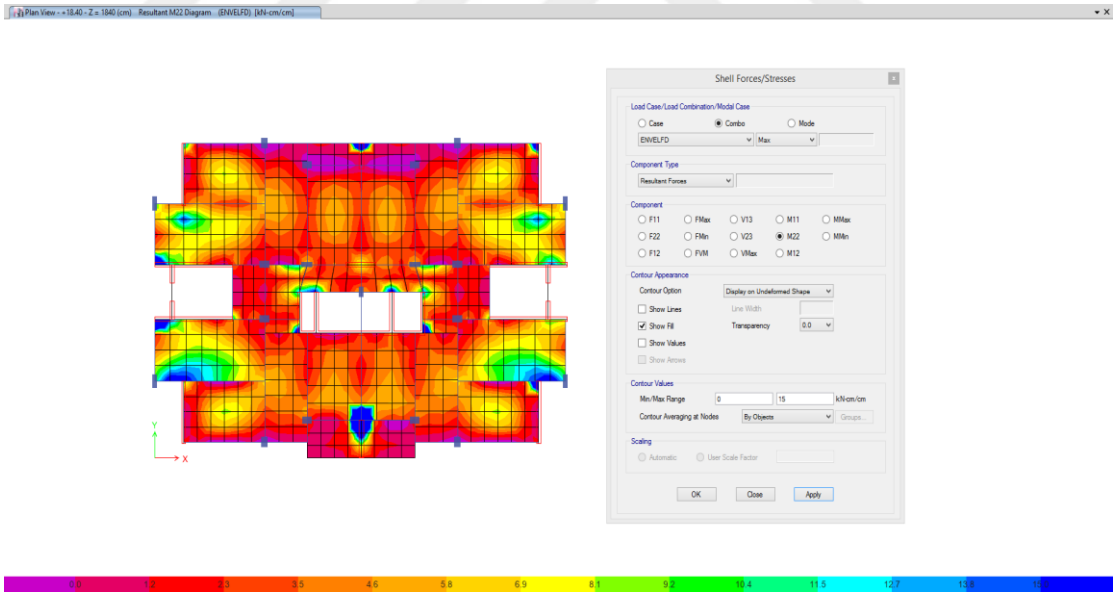 Plan View - +18.40 - Z = 1840 (cm) Resultant M22 Diagram (ENVELFD) [kN-cm/cm]
Shell Forces/Stresses
Load Case/Load Combination/Modal Case
Case Combo Mode
ENVELFD Max
Component Type
Resultant Forces
Component
F11 FMax V13 M11 MMax
F22 FMin V23 M22 MMin
F12 FVM VMax M12
Contour Appearance
Contour Option Display on Undeformed Shape
Show Lines Line Width
Show Fill Transparency 0.0
Show Values
Show Arrows
Contour Values
Min/Max Range 0 15 kN-cm/cm
Contour Averaging at Nodes By Objects Groups...
Scaling
Automatic User Scale Factor
OK Close Apply
Y
X
0.0 1.2 2.3 3.5 4.6 5.8 6.9 8.1 9.2 10.4 11.5 12.7 13.8